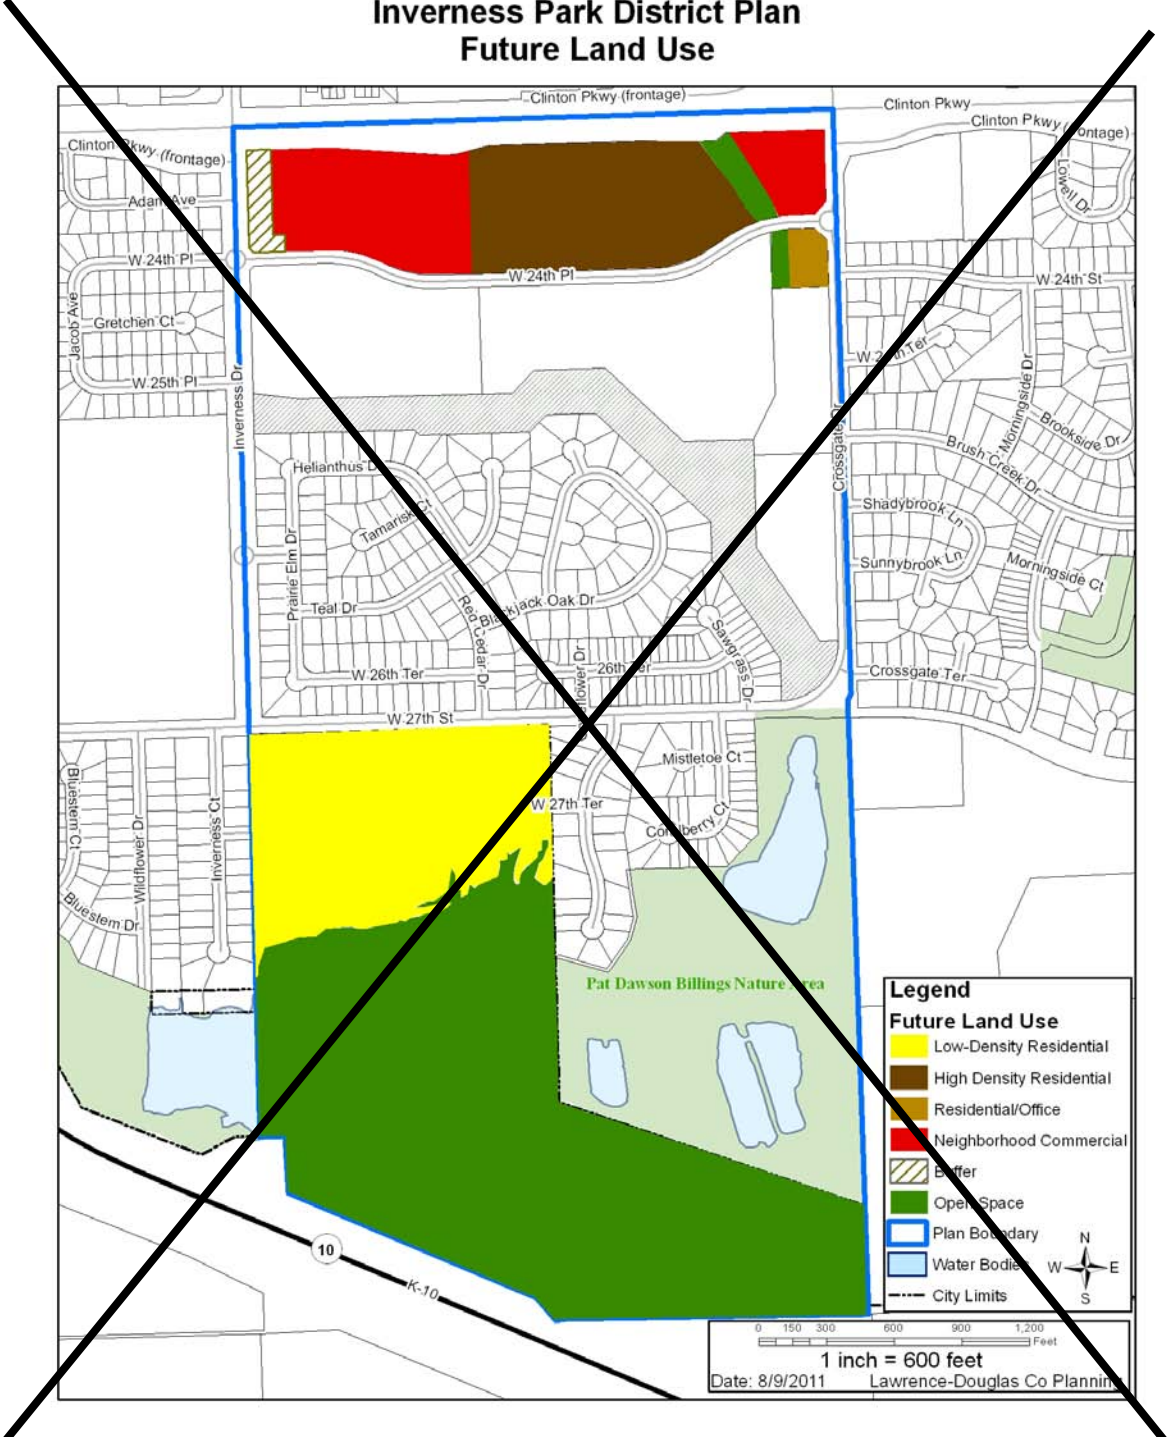 Inverness Park District Plan
Future Land Use
Clinton Pkwy (frontage)
Clinton Pkwy
Clinton Pkwy (frontage)
Clinton Pkwy (frontage)
Lowell Dr
Adam Ave
W 24th Pl
W 24th Pl
W 24th St
Jacob Ave
Gretchen Ct
W 25th Pl
Inverness Dr
Crossgate Dr
Morningside Dr
Brookside Dr
Brush Creek Dr
Helianthus Dr
Tamarisk Ct
Shadybrook Ln
Sunnybrook Ln
Morningside Ct
Prairie Elm Dr
Teal Dr
Red Cedar Dr
Blackjack Oak Dr
Sawgrass Dr
W 26th Ter
26th Ter
Crossgate Ter
W 27th St
Mistletoe Ct
W 27th Ter
Bluestem Ct
Wildflower Dr
Inverness Ct
Bluestem Dr
Pat Dawson Billings Nature Area
Legend
Future Land Use
Low-Density Residential
High Density Residential
Residential/Office
Neighborhood Commercial
Buffer
Open Space
Plan Boundary
Water Bodies
City Limits
N
W E
S
10
K-10
0 150 300 600 900 1,200
Feet
1 inch = 600 feet
Date: 8/9/2011 Lawrence-Douglas Co Planning